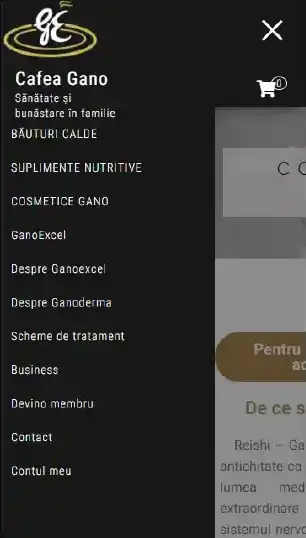 GE
Cafea Gano
Sănătate și
bunăstare în familie
0
BĂUTURI CALDE
SUPLIMENTE NUTRITIVE
COSMETICE GANO
GanoExcel
Despre Ganoexcel
Despre Ganoderma
Scheme de tratament
Business
Devino membru
Contact
Contul meu
C
Pentru
De ce s
Reishi – Ga
antichitate ca
lumea med
extraordinare
sistemul nervo